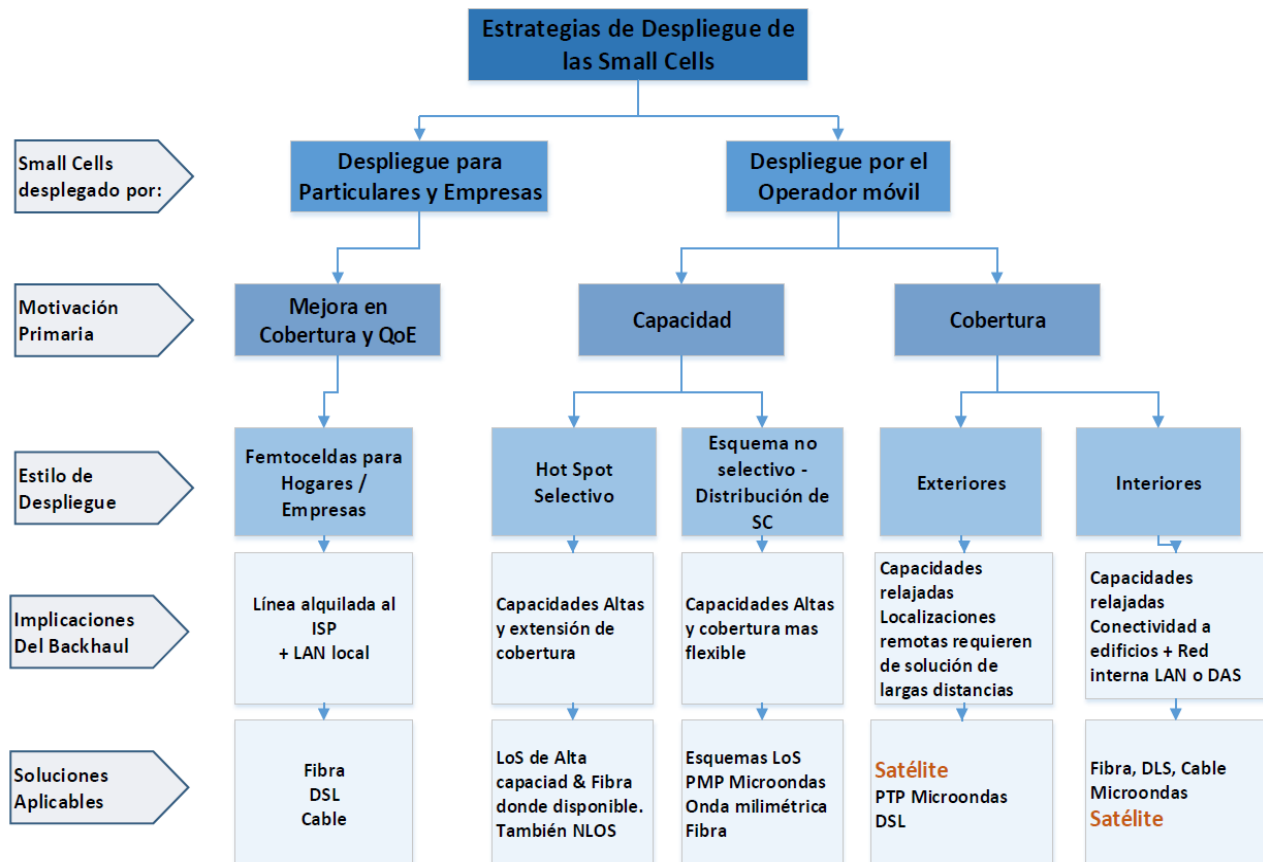 Estrategias de Despliegue de
las Small Cells
Small Cells
desplegado por:
Despliegue para
Particulares y Empresas
Despliegue por el
Operador móvil
Motivación
Primaria
Mejora en
Cobertura y QoE
Capacidad
Cobertura
Estilo de
Despliegue
Femtoceldas para
Hogares /
Empresas
Hot Spot
Selectivo
Esquema no
selectivo -
Distribución de
SC
Exteriores
Interiores
Implicaciones
Del Backhaul
Línea alquilada al
ISP
+ LAN local
Capacidades Altas
y extensión de
cobertura
Capacidades Altas
y cobertura mas
flexible
Capacidades
relajadas
Localizaciones
remotas requieren
de solución de
largas distancias
Capacidades
relajadas
Conectividad a
edificios + Red
interna LAN o DAS
Soluciones
Aplicables
Fibra
DSL
Cable
LoS de Alta
capaciad & Fibra
donde disponible.
También NLOS
Esquemas LoS
PMP Microondas
Onda milimétrica
Fibra
Satélite
PTP Microondas
DSL
Fibra, DLS, Cable
Microondas
Satélite